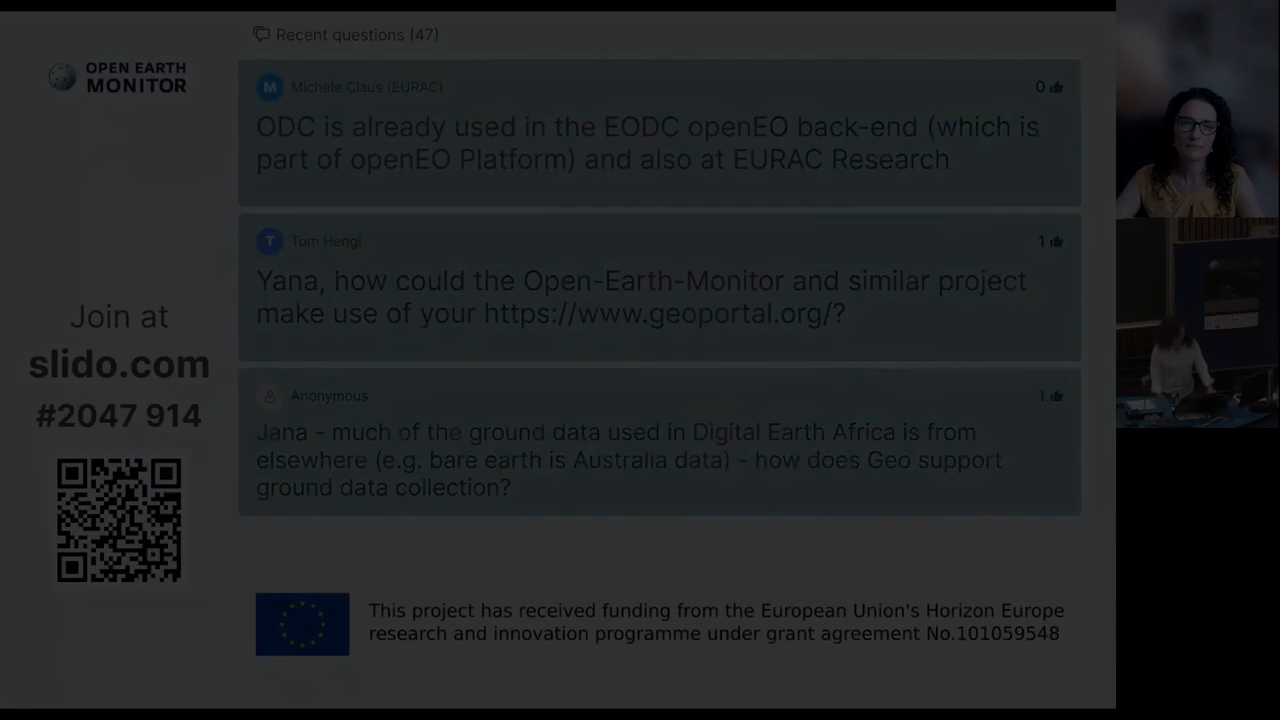 Recent questions (47)
OPEN EARTH
MONITOR
M
Michele Claus (EURAC)
0
ODC is already used in the EODC openEO back-end (which is
part of openEO Platform) and also at EURAC Research
T
Tom Hengl
1
Yana, how could the Open-Earth-Monitor and similar project
make use of your https://www.geoportal.org/?
Anonymous
1
Jana - much of the ground data used in Digital Earth Africa is from
elsewhere (e.g. bare earth is Australia data) - how does Geo support
ground data collection?
Join at
slido.com
#2047 914
This project has received funding from the European Union's Horizon Europe
research and innovation programme under grant agreement No.101059548